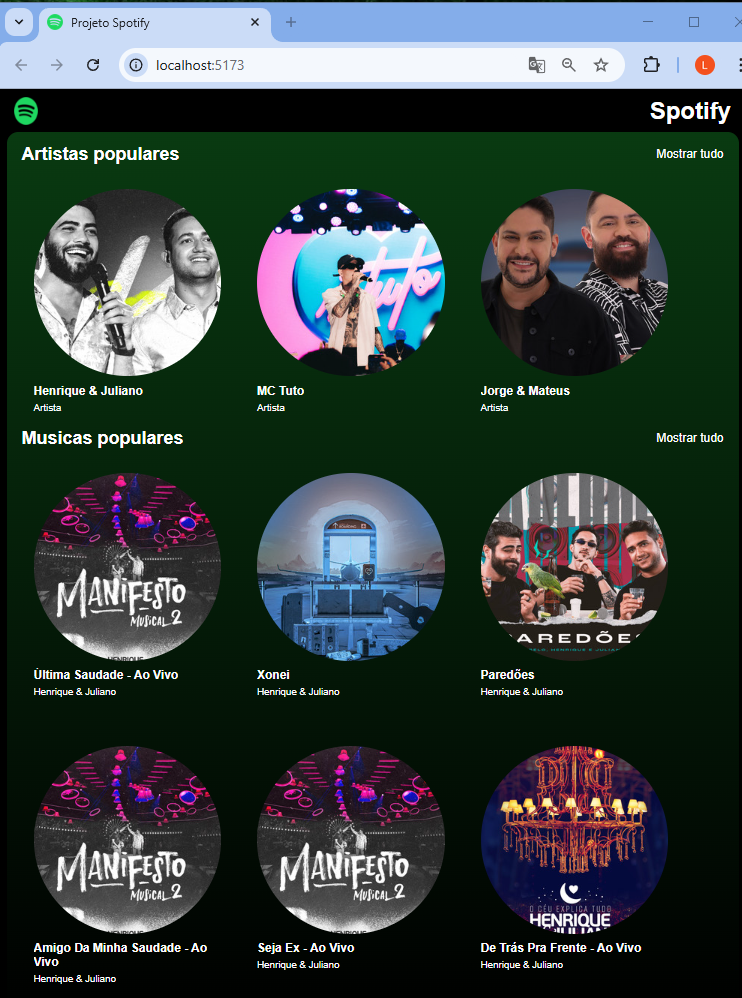 Projeto Spotify
localhost:5173
L
Spotify
Artistas populares
Mostrar tudo
tuto
Henrique & Juliano
MC Tuto
Jorge & Mateus
Artista
Artista
Artista
Musicas populares
Mostrar tudo
MANIFESTO
MUSICAL 2
HENRIQUE
AREDÕES
Última Saudade - Ao Vivo
Xonei
Paredões
Henrique & Juliano
Henrique & Juliano
Henrique & Juliano
MANIFESTO
MUSICAL 2
MANIFESTO
MUSICAL 2
O CÉU EXPLICA TUDO
HENRIQUE
Amigo Da Minha Saudade - Ao
Vivo
Seja Ex - Ao Vivo
De Trás Pra Frente - Ao Vivo
Henrique & Juliano
Henrique & Juliano
Henrique & Juliano